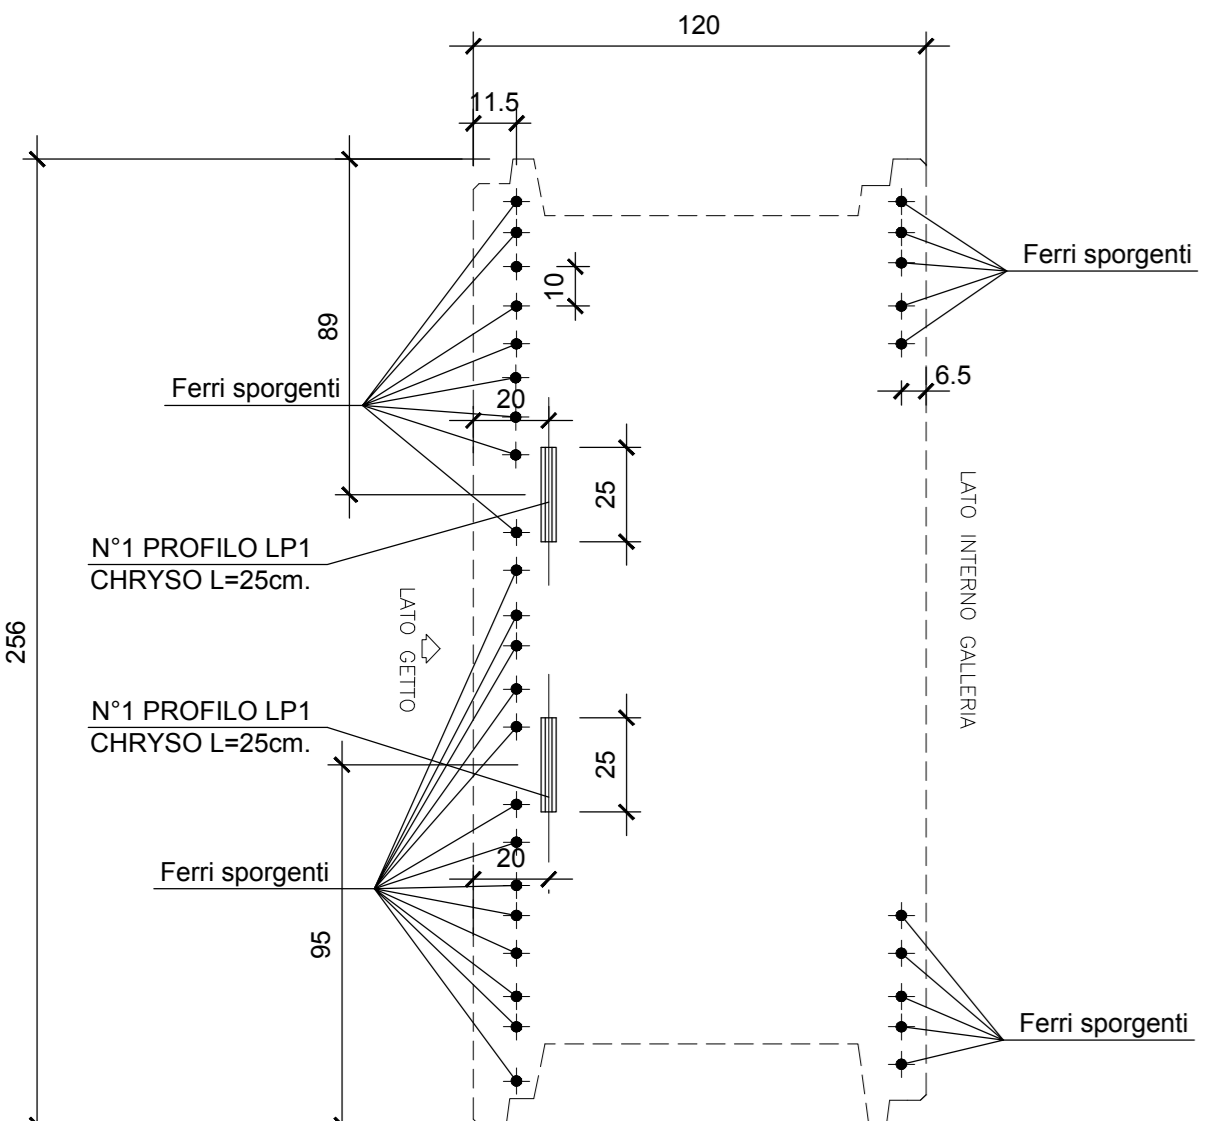 120
11.5
Ferri sporgenti
10
89
6.5
Ferri sporgenti
20
25
LATO INTERNO GALLERIA
N°1 PROFILO LP1
CHRYSO L=25cm.
LATO GETTO
256
N°1 PROFILO LP1
CHRYSO L=25cm.
25
20
Ferri sporgenti
95
Ferri sporgenti